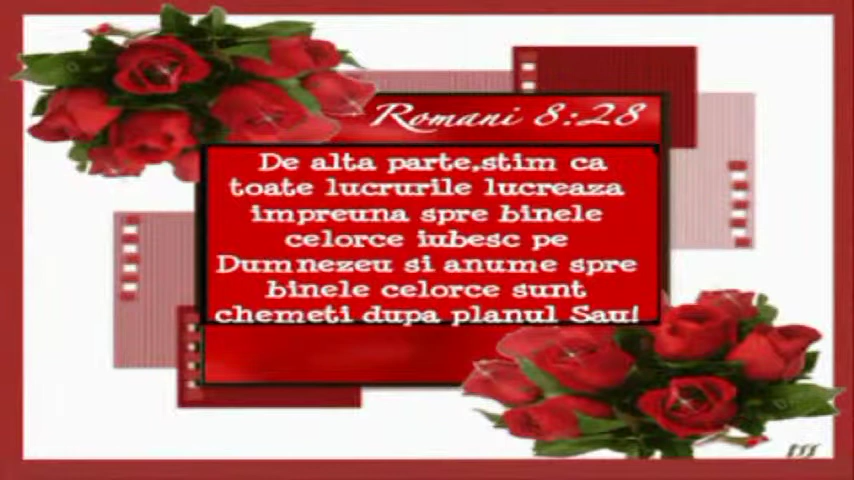 Romani 8:28
De alta parte,stim ca
toate lucrurile lucreaza
impreuna spre binele
celorce iubesc pe
Dumnezeu si anume spre
binele celorce sunt
chemeti dupa planul Sau!